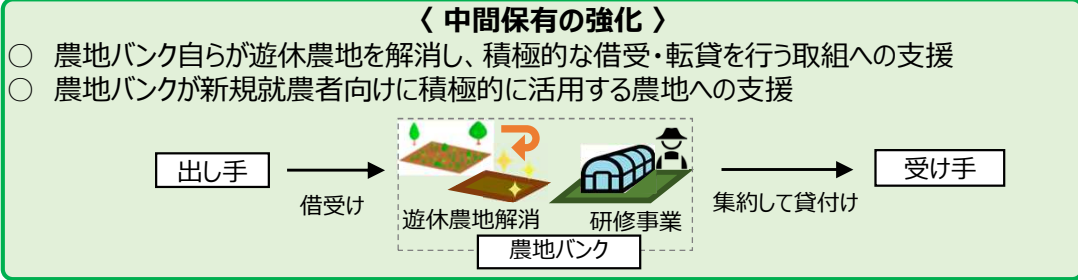 〈 中間保有の強化 〉
○ 農地バンク自らが遊休農地を解消し、積極的な借受・転貸を行う取組への支援
○ 農地バンクが新規就農者向けに積極的に活用する農地への支援
出し手
借受け
遊休農地解消
研修事業
農地バンク
集約して貸付け
受け手